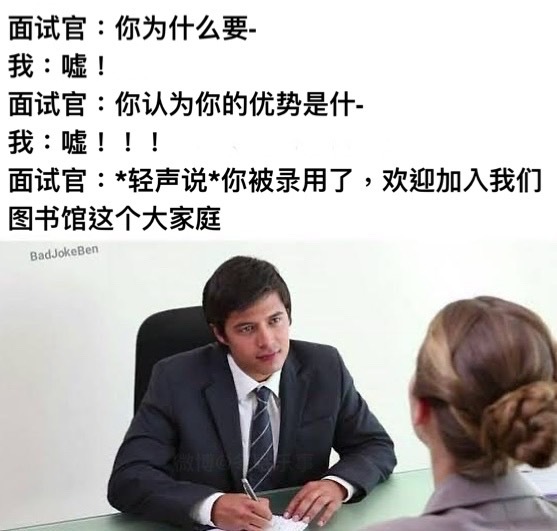 面试官：你为什么要-
我：嘘！
面试官：你认为你的优势是什-
我：嘘！！！
面试官：*轻声说*你被录用了，欢迎加入我们
图书馆这个大家庭
BadJokeBen